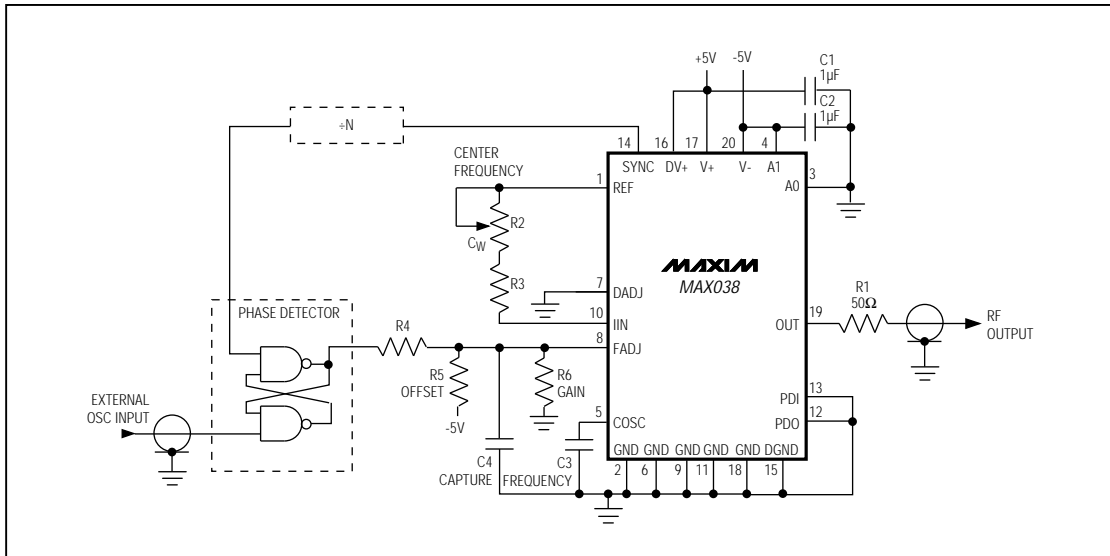 +5V -5V
C1
1µF
C2
1µF
÷N
14 16 17 20 4
SYNC DV+ V+ V- A1
CENTER
FREQUENCY
1 REF
3
A0
R2
CW
R3
MAXIM
MAX038
7
DADJ
10
IIN
8
FADJ
R1
50Ω
19
OUT
RF
OUTPUT
PHASE DETECTOR
R4
R5
OFFSET
-5V
R6
GAIN
EXTERNAL
OSC INPUT
5
COSC
13
PDI
12
PDO
C4
CAPTURE
C3
FREQUENCY
GND GND GND GND GND DGND
2 6 9 11 18 15